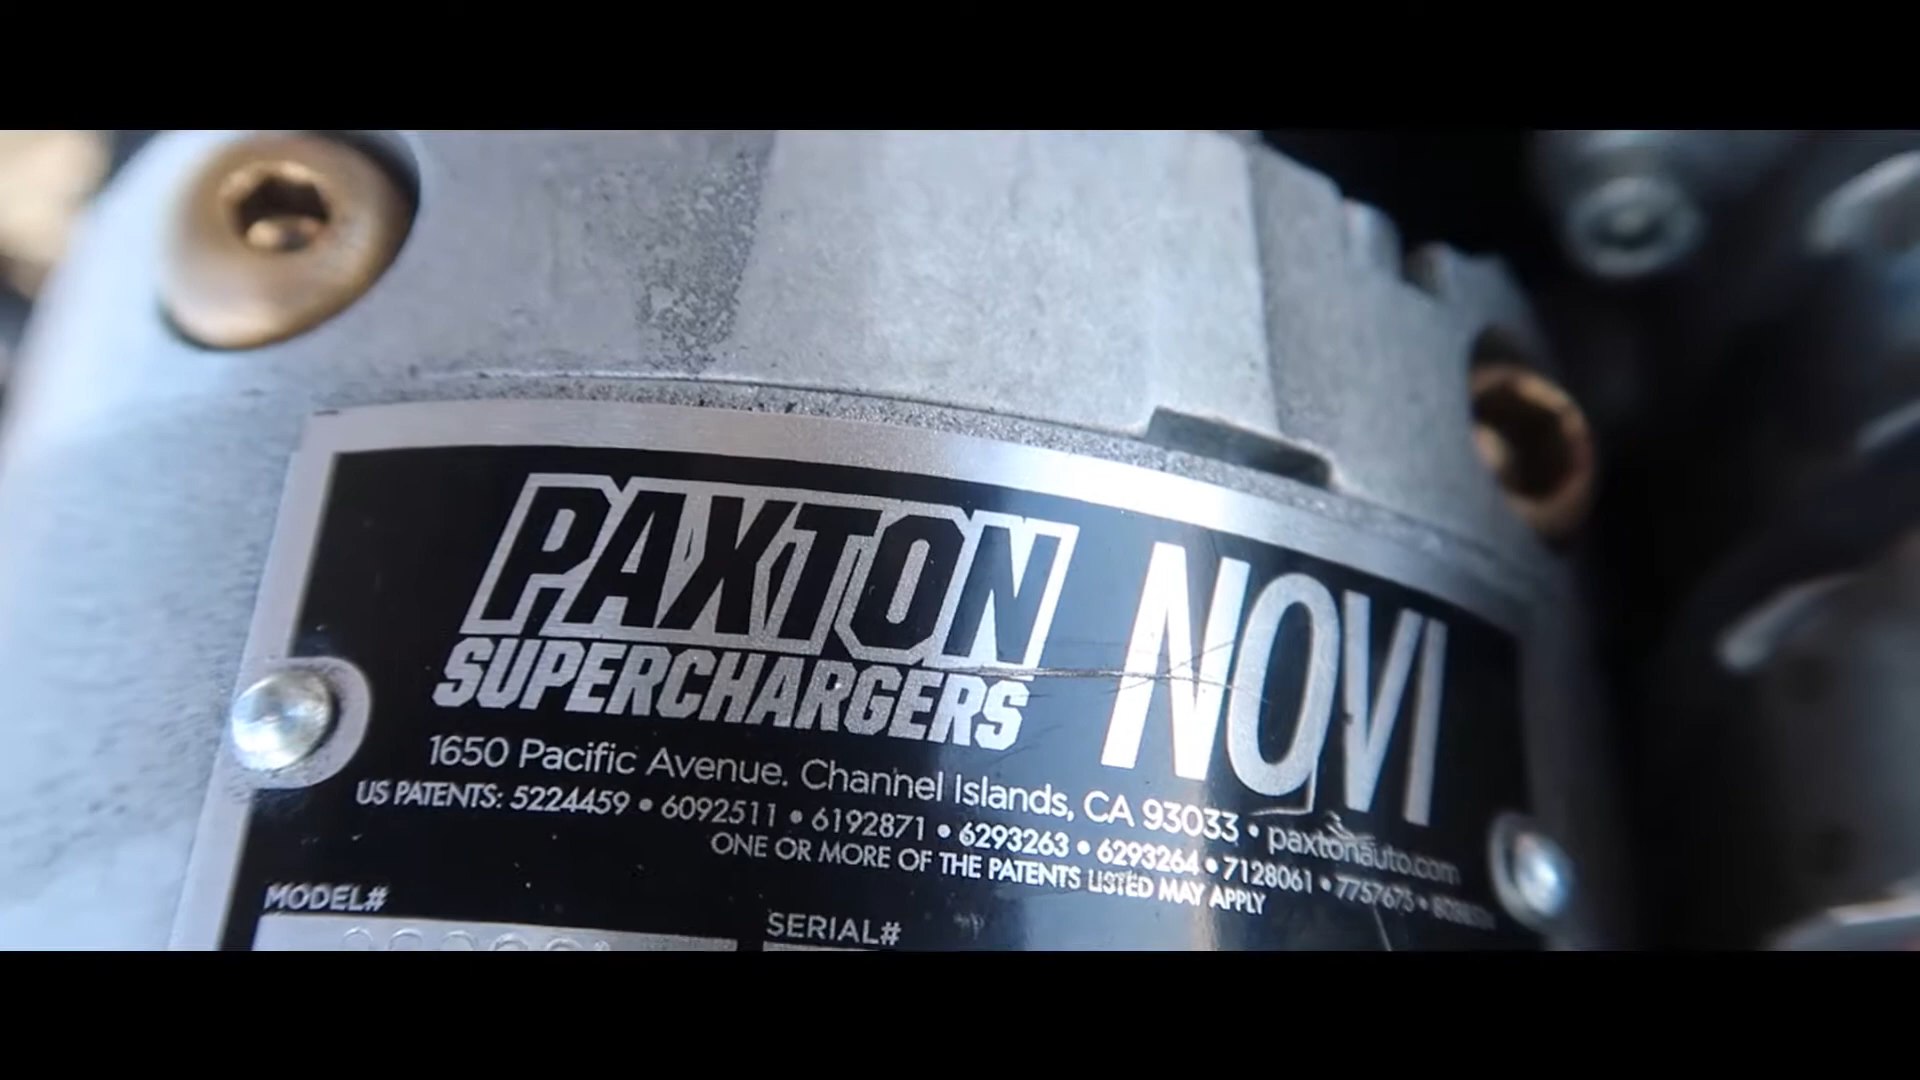 PAXTON
SUPERCHARGERS
NOVI
1650 Pacific Avenue. Channel Islands, CA 93033 • paxtonauto.com
US PATENTS: 5224459 • 6092511 • 6192871 • 6293263 • 6293264 • 7128061 • 7757675 •
ONE OR MORE OF THE PATENTS LISTED MAY APPLY
MODEL#
SERIAL#